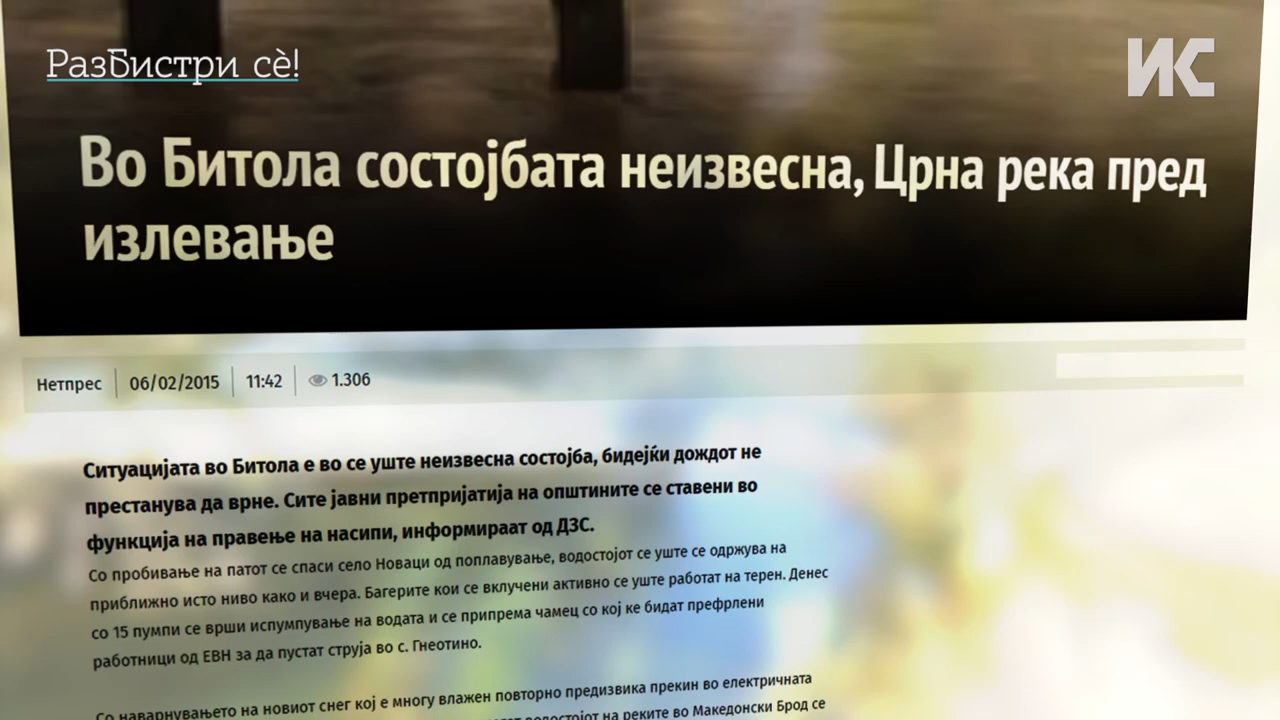 РазБистри сѐ!
ИС
Во Битола состојбата неизвесна, Црна река пред
излевање
Нетпрес 06/02/2015 11:42 1.306
Ситуацијата во Битола е во се уште неизвесна состојба, бидејќи дождот не
престанува да врне. Сите јавни претпријатија на општините се ставени во
функција на правење на насипи, информираат од ДЗС.
Со пробивање на патот се спаси село Новаци од поплавување, водостојот се уште се одржува на
приближно исто ниво како и вчера. Багерите кои се вклучени активно се уште работат на терен. Денес
со 15 пумпи се врши испумпување на водата и се припрема чамец со кој ке бидат префрлени
работници од ЕВН за да пустат струја во с. Гнеотино.
Со наварнувањето на новиот снег кој е многу влажен повторно предизвика прекин во електричната
водостојот на реките во Македонски Брод се